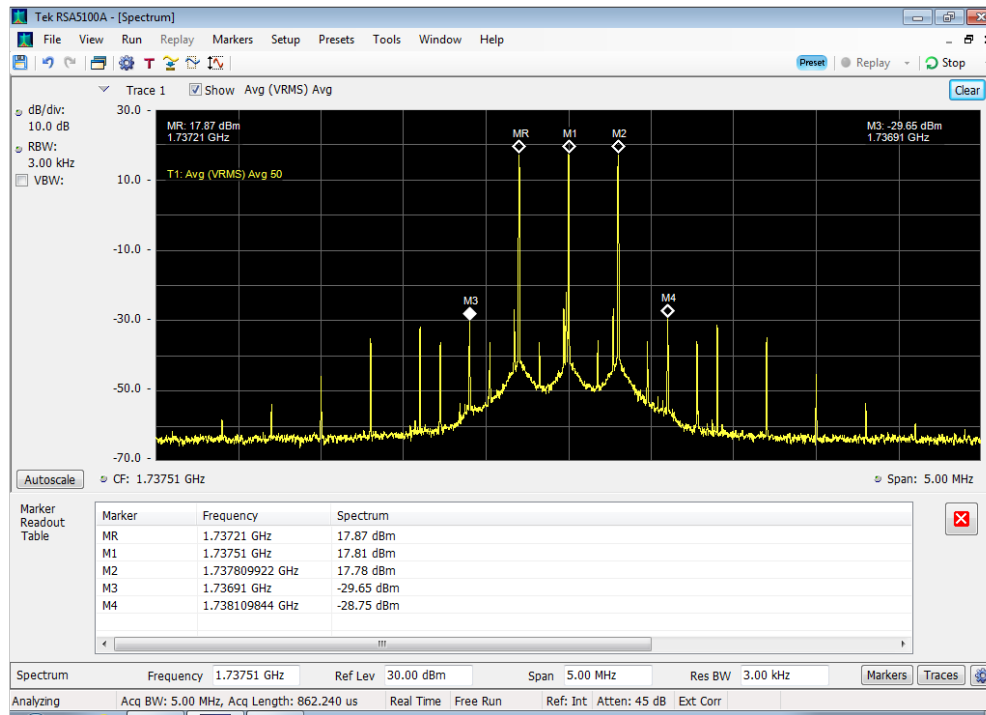 Tek RSA5100A - [Spectrum]
File View Run Replay Markers Setup Presets Tools Window Help
T Preset Replay Stop
Trace 1 Show Avg (VRMS) Avg Clear
dB/div:
10.0 dB
RBW:
3.00 kHz
VBW:
30.0
10.0
-10.0
-30.0
-50.0
-70.0
MR: 17.87 dBm
1.73721 GHz
T1: Avg (VRMS) Avg 50
MR M1 M2
M3: -29.65 dBm
1.73691 GHz
M3 M4
Autoscale CF: 1.73751 GHz Span: 5.00 MHz
Marker
Readout
Table
Marker Frequency Spectrum
MR 1.73721 GHz 17.87 dBm
M1 1.73751 GHz 17.81 dBm
M2 1.737809922 GHz 17.78 dBm
M3 1.73691 GHz -29.65 dBm
M4 1.738109844 GHz -28.75 dBm
Spectrum Frequency 1.73751 GHz Ref Lev 30.00 dBm Span 5.00 MHz Res BW 3.00 kHz Markers Traces
Analyzing Acq BW: 5.00 MHz, Acq Length: 862.240 us Real Time Free Run Ref: Int Atten: 45 dB Ext Corr